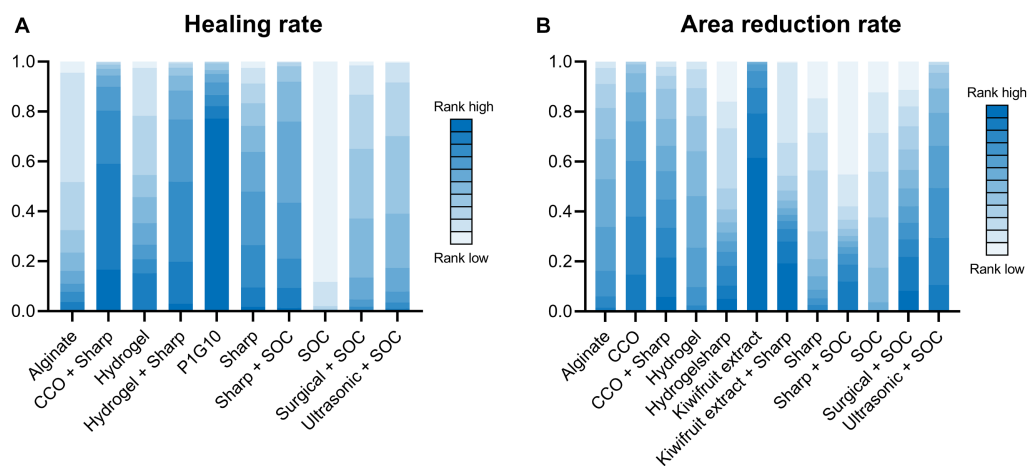 A
Healing rate
1.0
0.8
0.6
0.4
0.2
0.0
Alginate
CCO + Sharp
Hydrogel
Hydrogel + Sharp
P1G10
Sharp
Sharp + SOC
SOC
Surgical + SOC
Ultrasonic + SOC
Rank high
Rank low
B
Area reduction rate
1.0
0.8
0.6
0.4
0.2
0.0
Alginate
CCO
CCO + Sharp
Hydrogel
Hydrogelsharp
Kiwifruit extract
Kiwifruit extract + Sharp
Sharp
Sharp + SOC
SOC
Surgical + SOC
Ultrasonic + SOC
Rank high
Rank low